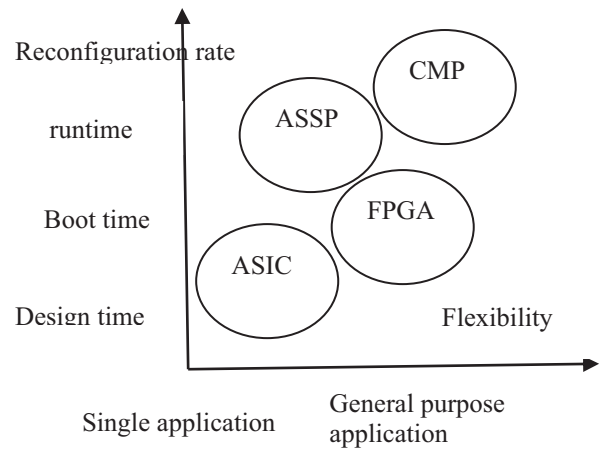 Reconfiguration rate
CMP
ASSP
runtime
Boot time
FPGA
ASIC
Design time
Flexibility
Single application
General purpose
application